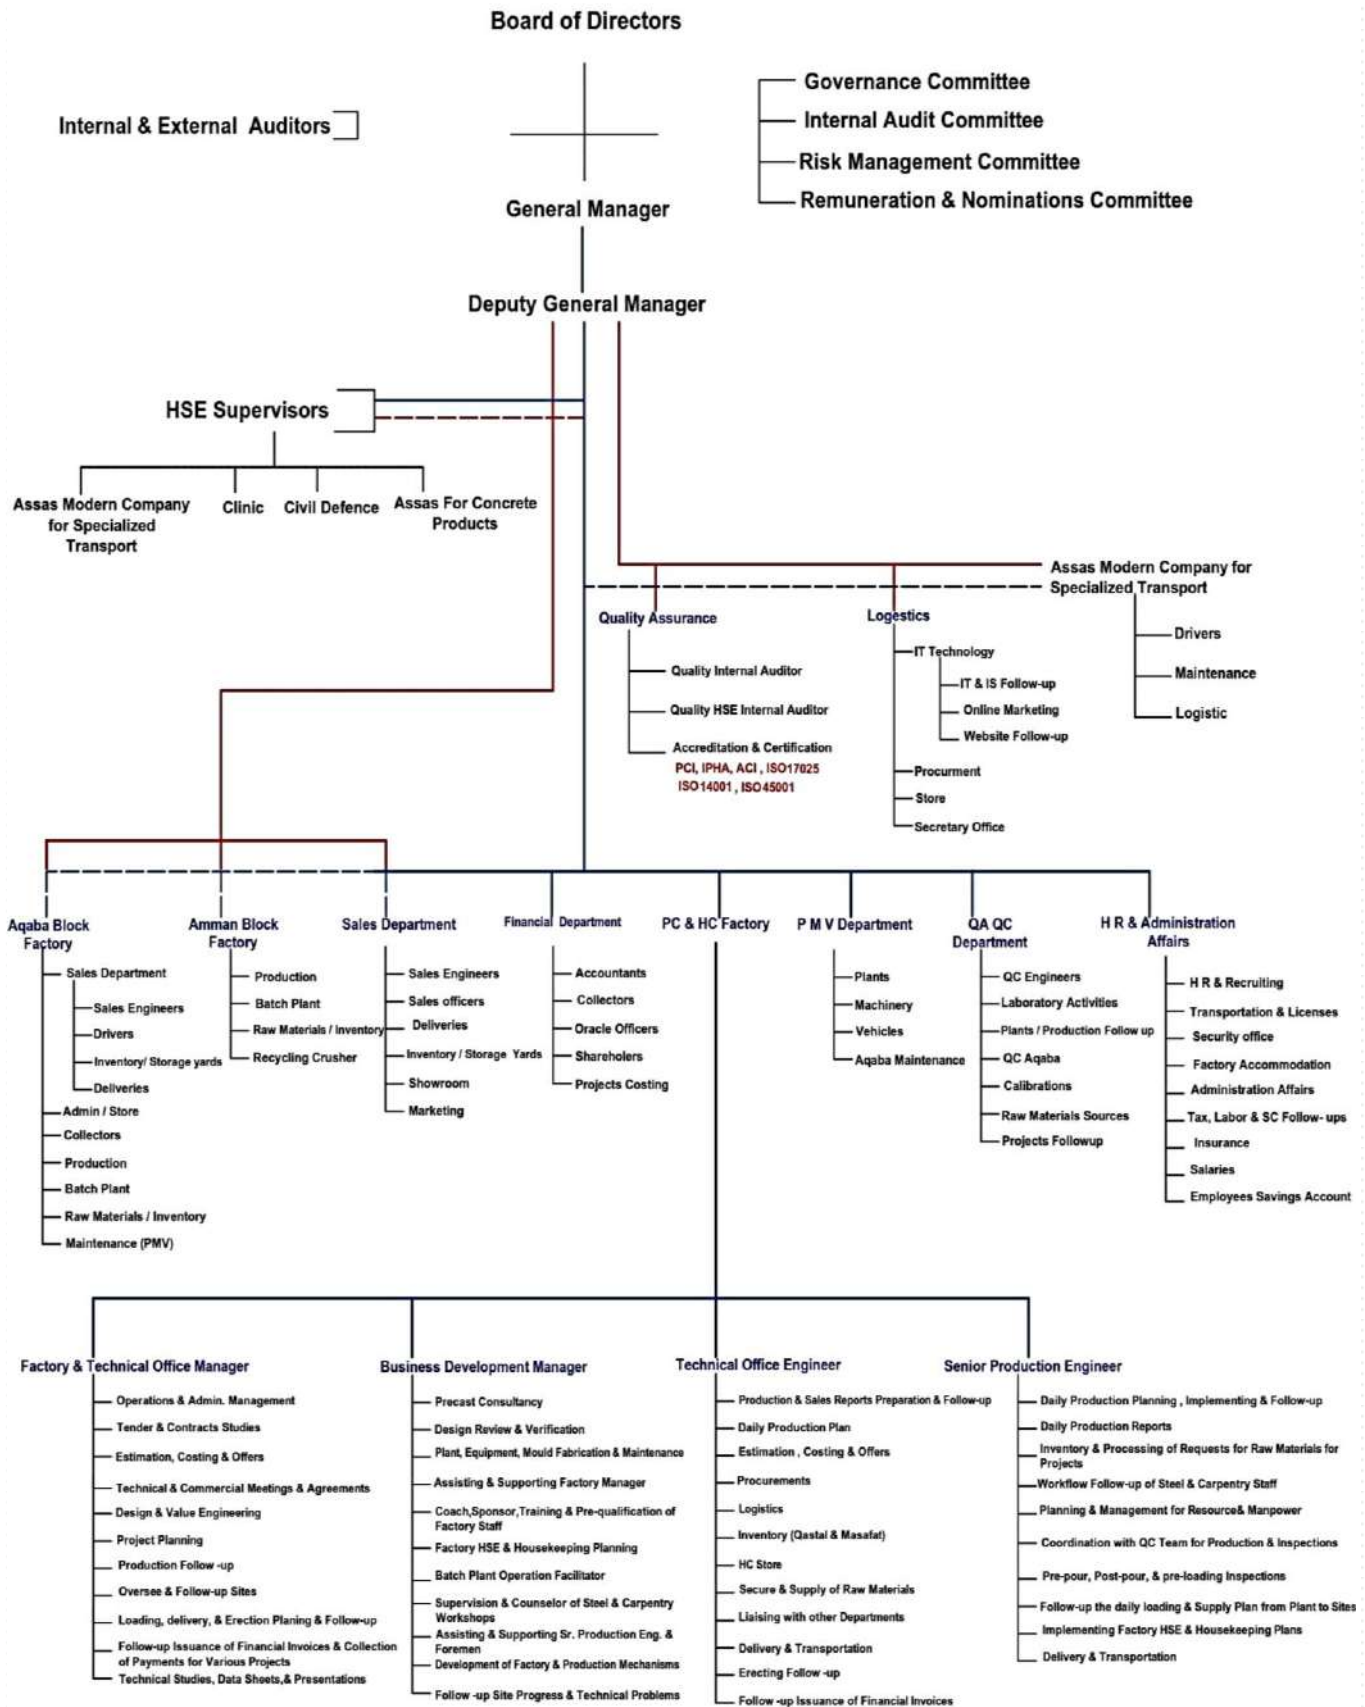 Board of Directors
Internal & External Auditors
Governance Committee
Internal Audit Committee
Risk Management Committee
Remuneration & Nominations Committee
General Manager
Deputy General Manager
HSE Supervisors
Assas Modern Company
for Specialized
Transport
Clinic
Civil Defence
Assas For Concrete
Products
Assas Modern Company for
Specialized Transport
Drivers
Maintenance
Logistic
Quality Assurance
Quality Internal Auditor
Quality HSE Internal Auditor
Accreditation & Certification
PCI, IPHA, ACI , ISO17025
ISO14001 , ISO45001
Logestics
IT Technology
IT & IS Follow-up
Online Marketing
Website Follow-up
Procurment
Store
Secretary Office
Aqaba Block
Factory
Sales Department
Sales Engineers
Drivers
Inventory/ Storage yards
Deliveries
Admin / Store
Collectors
Production
Batch Plant
Raw Materials / Inventory
Maintenance (PMV)
Amman Block
Factory
Production
Batch Plant
Raw Materials / Inventory
Recycling Crusher
Sales Department
Sales Engineers
Sales officers
Deliveries
Inventory / Storage Yards
Showroom
Marketing
Financial Department
Accountants
Collectors
Oracle Officers
Shareholers
Projects Costing
PC & HC Factory
P M V Department
Plants
Machinery
Vehicles
Aqaba Maintenance
QA QC
Department
QC Engineers
Laboratory Activities
Plants / Production Follow up
QC Aqaba
Calibrations
Raw Materials Sources
Projects Followup
H R & Administration
Affairs
H R & Recruiting
Transportation & Licenses
Security office
Factory Accommodation
Administration Affairs
Tax, Labor & SC Follow- ups
Insurance
Salaries
Employees Savings Account
Factory & Technical Office Manager
Operations & Admin. Management
Tender & Contracts Studies
Estimation, Costing & Offers
Technical & Commercial Meetings & Agreements
Design & Value Engineering
Project Planning
Production Follow -up
Oversee & Follow-up Sites
Loading, delivery, & Erection Planing & Follow-up
Follow-up Issuance of Financial Invoices & Collection
of Payments for Various Projects
Technical Studies, Data Sheets,& Presentations
Business Development Manager
Precast Consultancy
Design Review & Verification
Plant, Equipment, Mould Fabrication & Maintenance
Assisting & Supporting Factory Manager
Coach,Sponsor,Training & Pre-qualification of
Factory Staff
Factory HSE & Housekeeping Planning
Batch Plant Operation Facilitator
Supervision & Counselor of Steel & Carpentry
Workshops
Assisting & Supporting Sr. Production Eng. &
Foremen
Development of Factory & Production Mechanisms
Follow -up Site Progress & Technical Problems
Technical Office Engineer
Production & Sales Reports Preparation & Follow-up
Daily Production Plan
Estimation , Costing & Offers
Procurements
Logistics
Inventory (Qastal & Masafat)
HC Store
Secure & Supply of Raw Materials
Liaising with other Departments
Delivery & Transportation
Erecting Follow -up
Follow -up Issuance of Financial Invoices
Senior Production Engineer
Daily Production Planning , Implementing & Follow-up
Daily Production Reports
Inventory & Processing of Requests for Raw Materials for
Projects
Workflow Follow-up of Steel & Carpentry Staff
Planning & Management for Resource& Manpower
Coordination with QC Team for Production & Inspections
Pre-pour, Post-pour, & pre-loading Inspections
Follow-up the daily loading & Supply Plan from Plant to Sites
Implementing Factory HSE & Housekeeping Plans
Delivery & Transportation